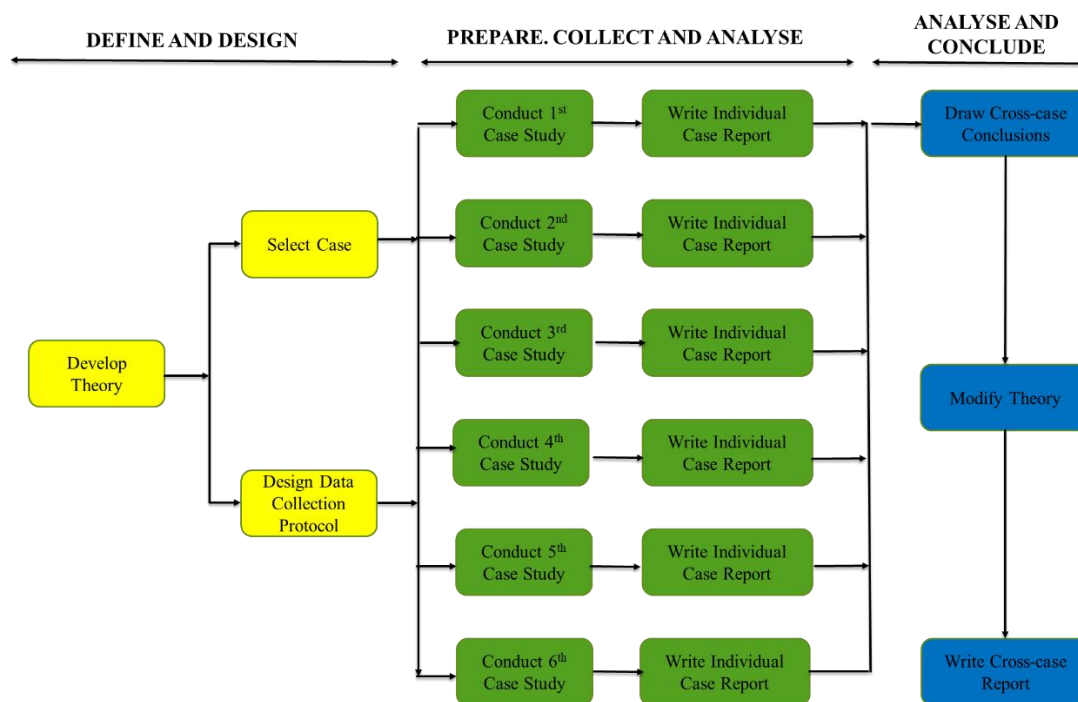 DEFINE AND DESIGN
PREPARE. COLLECT AND ANALYSE
ANALYSE AND
CONCLUDE
Develop
Theory
Select Case
Design Data
Collection
Protocol
Conduct 1st
Case Study
Write Individual
Case Report
Conduct 2nd
Case Study
Write Individual
Case Report
Conduct 3rd
Case Study
Write Individual
Case Report
Conduct 4th
Case Study
Write Individual
Case Report
Conduct 5th
Case Study
Write Individual
Case Report
Conduct 6th
Case Study
Write Individual
Case Report
Draw Cross-case
Conclusions
Modify Theory
Write Cross-case
Report